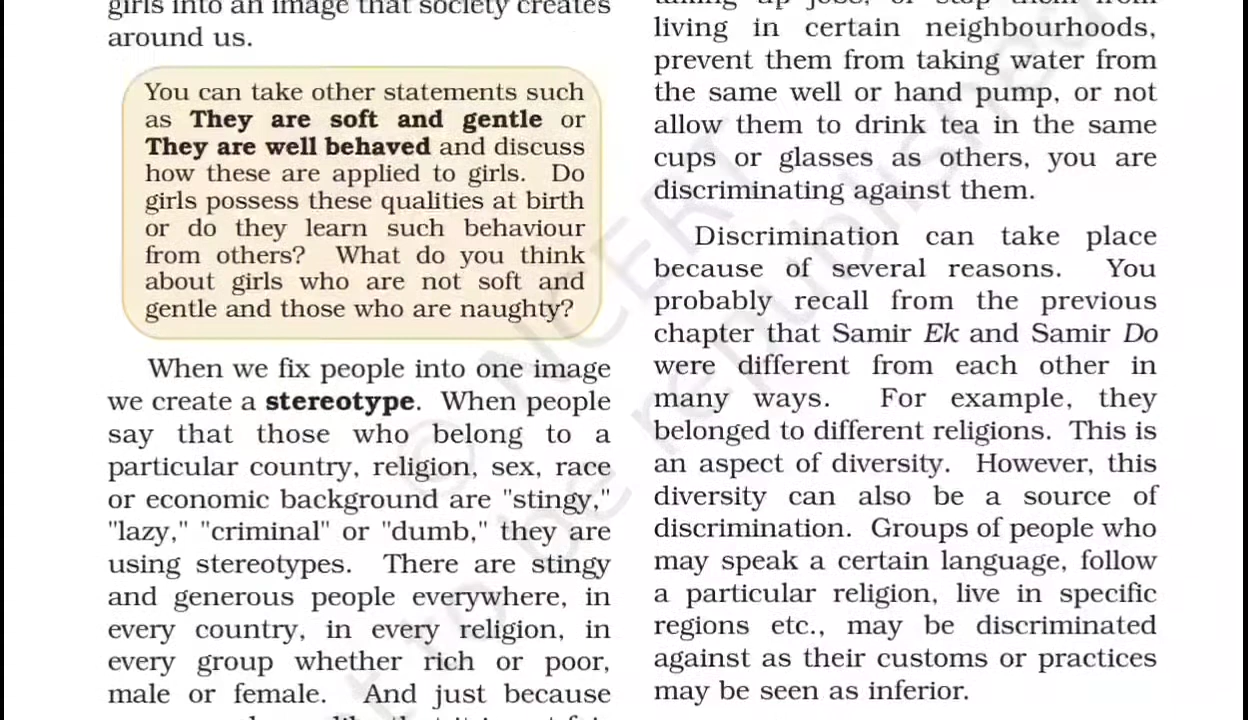 girls into an image that society creates
around us.
You can take other statements such
as They are soft and gentle or
They are well behaved and discuss
how these are applied to girls. Do
girls possess these qualities at birth
or do they learn such behaviour
from others? What do you think
about girls who are not soft and
gentle and those who are naughty?
When we fix people into one image
we create a stereotype. When people
say that those who belong to a
particular country, religion, sex, race
or economic background are "stingy,"
"lazy," "criminal" or "dumb," they are
using stereotypes. There are stingy
and generous people everywhere, in
every country, in every religion, in
every group whether rich or poor,
male or female. And just because
living in certain neighbourhoods,
prevent them from taking water from
the same well or hand pump, or not
allow them to drink tea in the same
cups or glasses as others, you are
discriminating against them.
Discrimination can take place
because of several reasons. You
probably recall from the previous
chapter that Samir Ek and Samir Do
were different from each other in
many ways. For example, they
belonged to different religions. This is
an aspect of diversity. However, this
diversity can also be a source of
discrimination. Groups of people who
may speak a certain language, follow
a particular religion, live in specific
regions etc., may be discriminated
against as their customs or practices
may be seen as inferior.
© NCERT
be republished